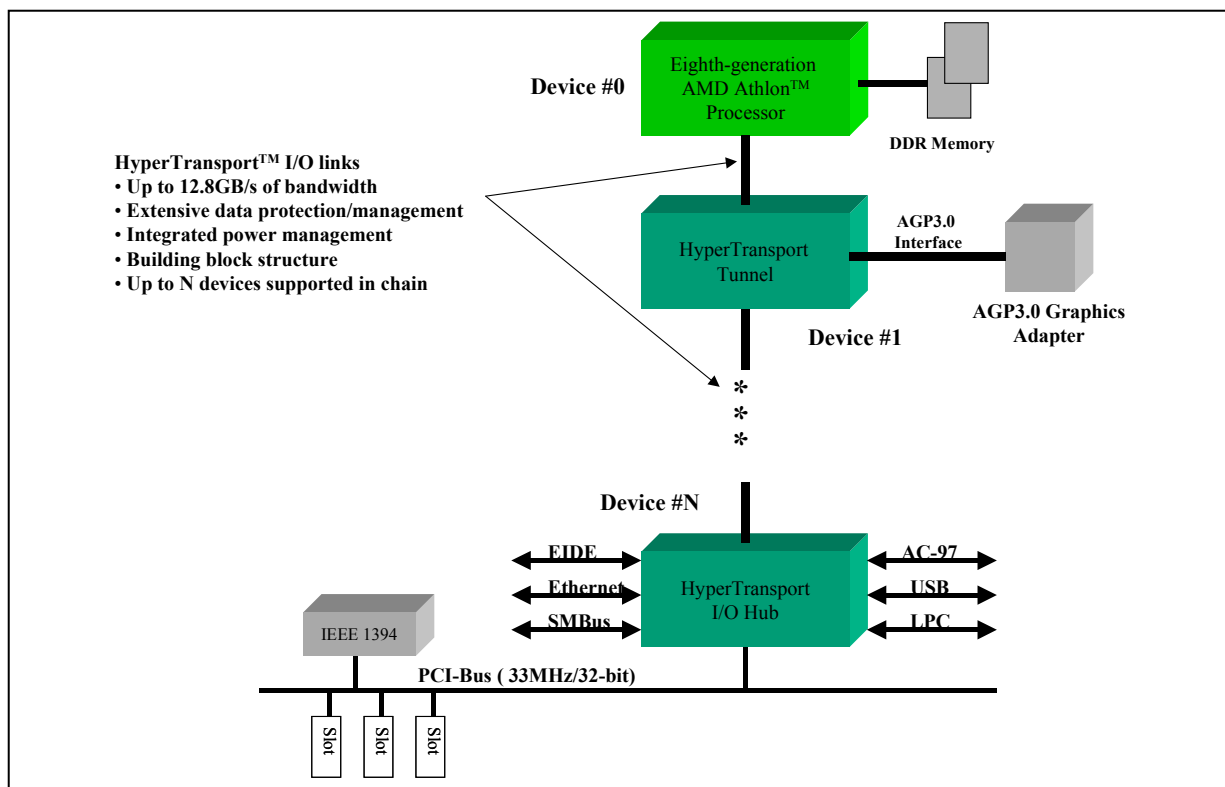 Eighth-generation
AMD Athlon™
Processor
Device #0
DDR Memory
HyperTransport™ I/O links
• Up to 12.8GB/s of bandwidth
• Extensive data protection/management
• Integrated power management
• Building block structure
• Up to N devices supported in chain
HyperTransport
Tunnel
AGP3.0
Interface
AGP3.0 Graphics
Adapter
Device #1
*
*
*
Device #N
EIDE
Ethernet
SMBus
HyperTransport
I/O Hub
AC-97
USB
LPC
IEEE 1394
PCI-Bus ( 33MHz/32-bit)
Slot
Slot
Slot